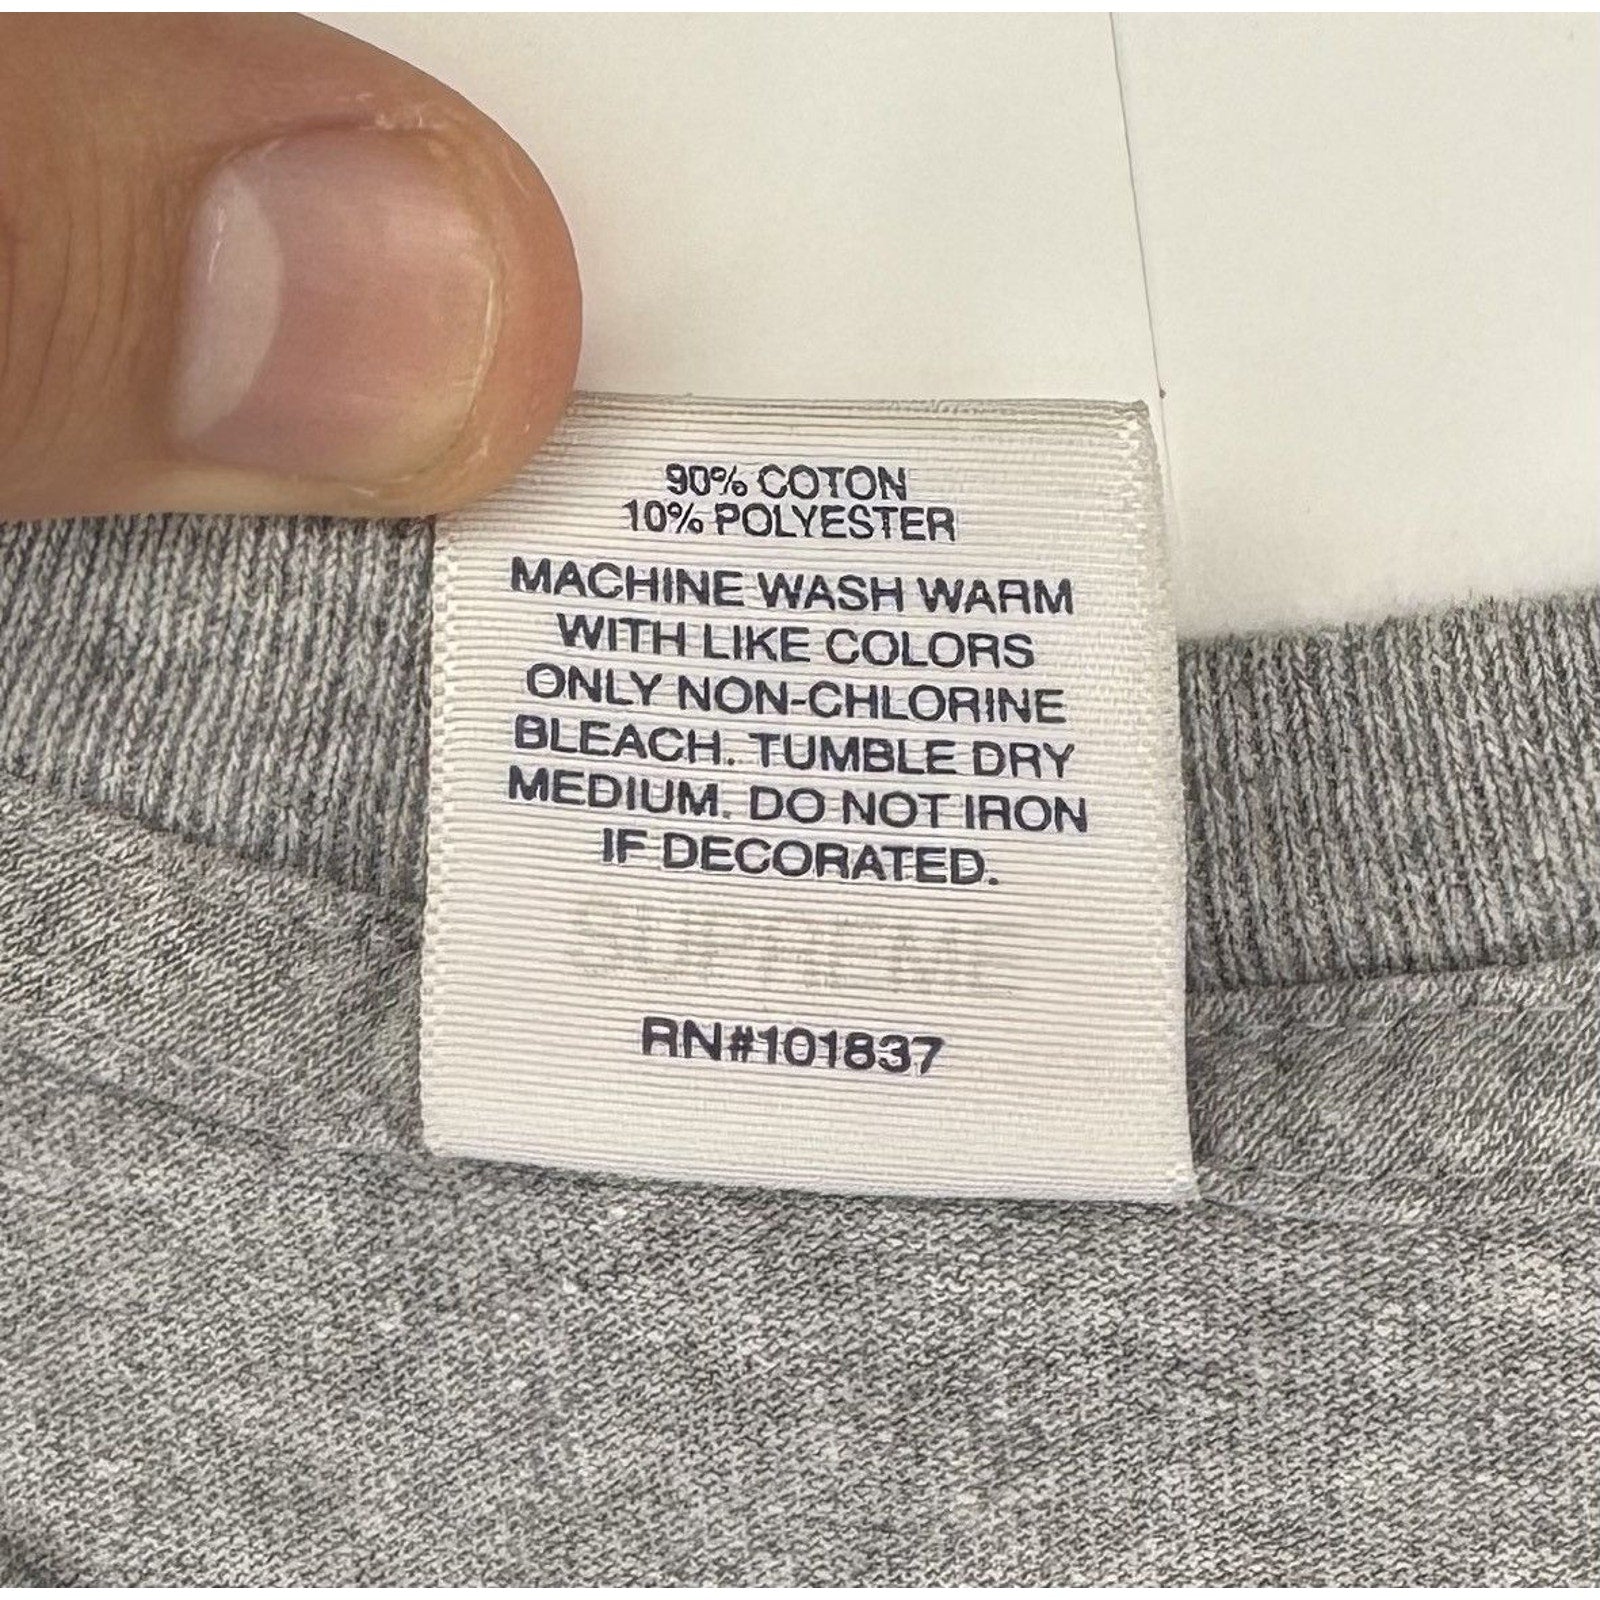 90% COTON
10% POLYESTER
MACHINE WASH WARM
WITH LIKE COLORS
ONLY NON-CHLORINE
BLEACH. TUMBLE DRY
MEDIUM. DO NOT IRON
IF DECORATED.
RN#101837